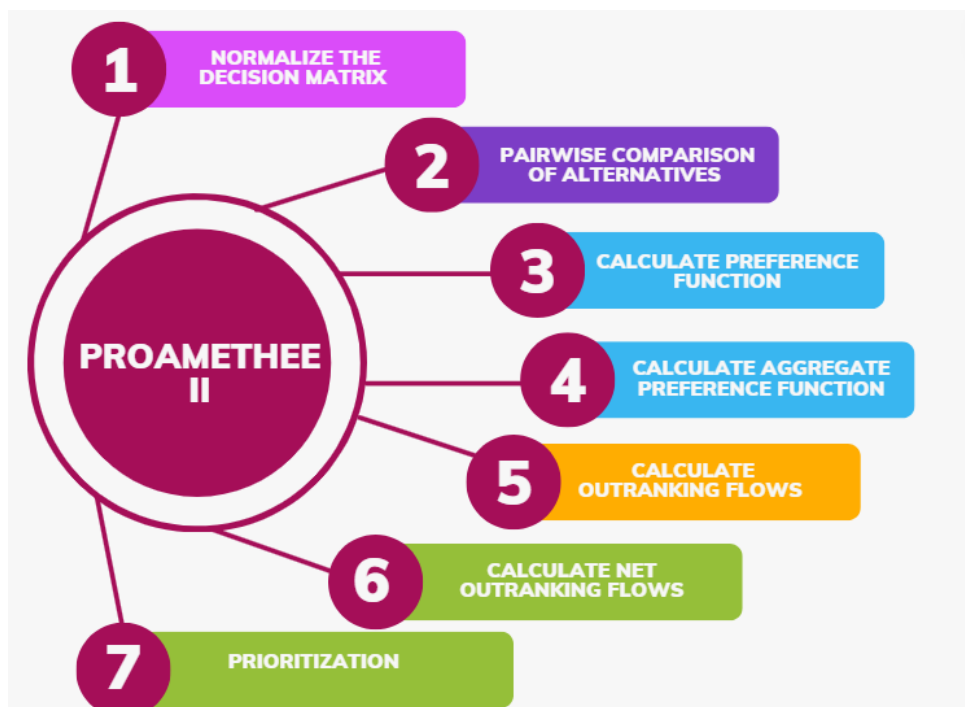 1
NORMALIZE THE
DECISION MATRIX
2
PAIRWISE COMPARISON
OF ALTERNATIVES
3
CALCULATE PREFERENCE
FUNCTION
PROAMETHEE
II
4
CALCULATE AGGREGATE
PREFERENCE FUNCTION
5
CALCULATE
OUTRANKING FLOWS
6
CALCULATE NET
OUTRANKING FLOWS
7
PRIORITIZATION